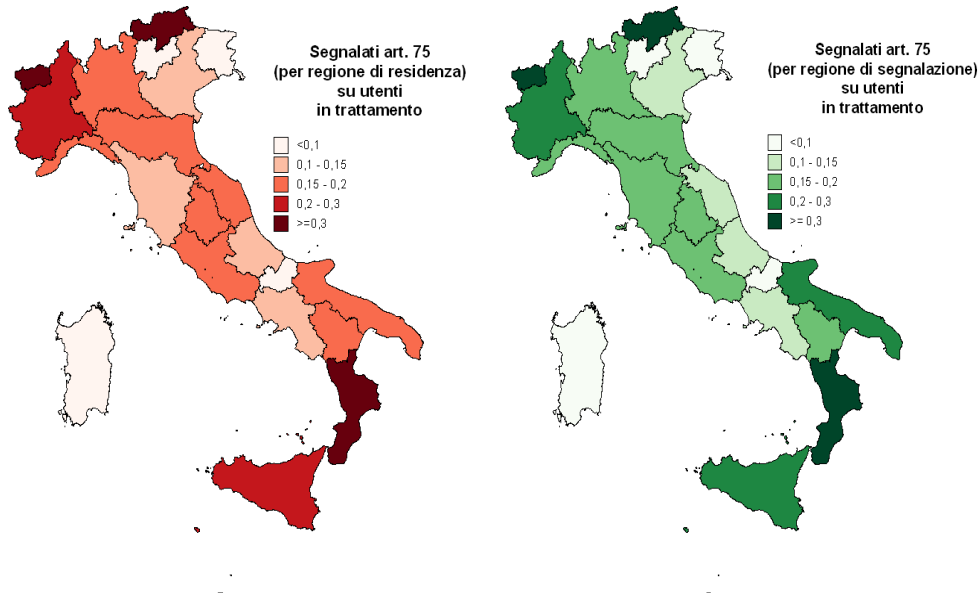 Segnalati art. 75
(per regione di residenza)
su utenti
in trattamento
<0,1
0,1 - 0,15
0,15 - 0,2
0,2 - 0,3
>=0,3
Segnalati art. 75
(per regione di segnalazione)
su utenti
in trattamento
<0,1
0,1 - 0,15
0,15 - 0,2
0,2 - 0,3
>= 0,3